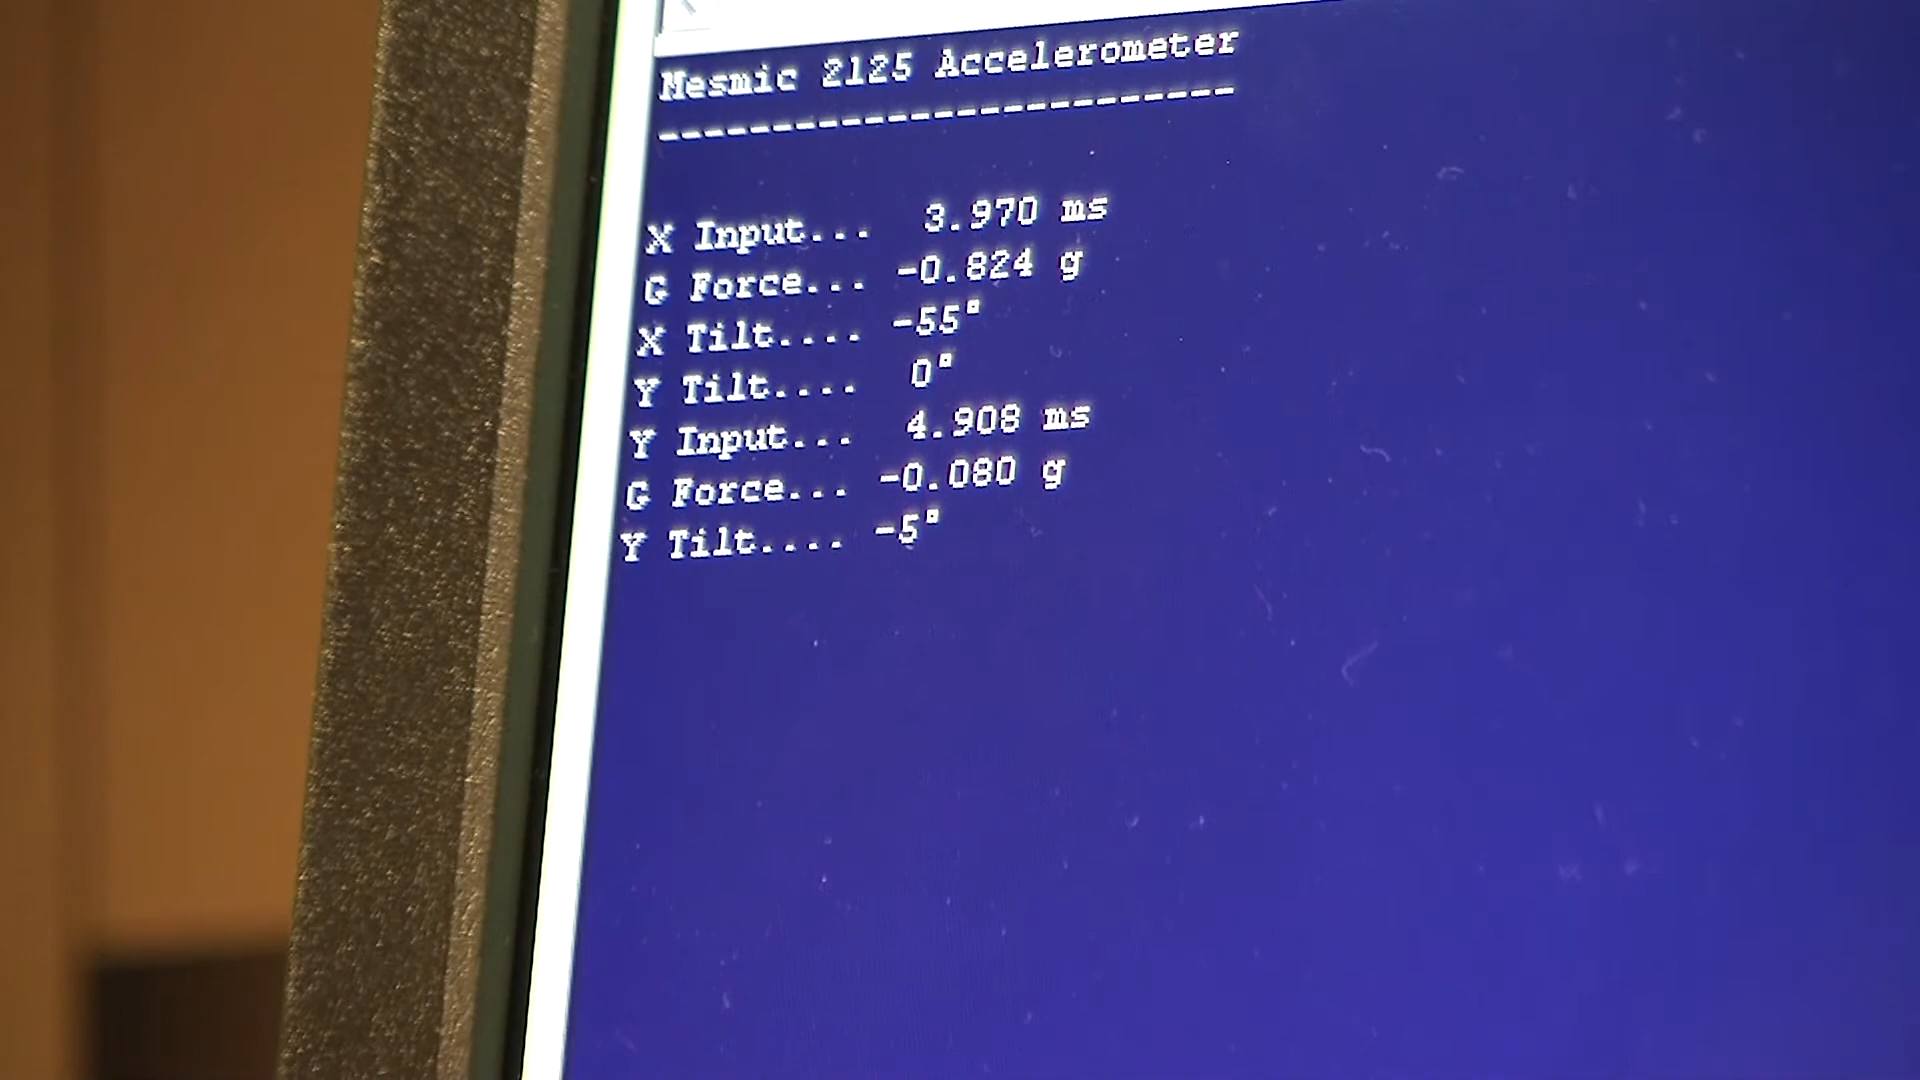 Mesmic 2125 Accelerometer
--------------------------
X Input... 3.970 ms
G Force... -0.824 g
X Tilt.... -55°
Y Tilt.... 0°
Y Input... 4.908 ms
G Force... -0.080 g
Y Tilt.... -5°